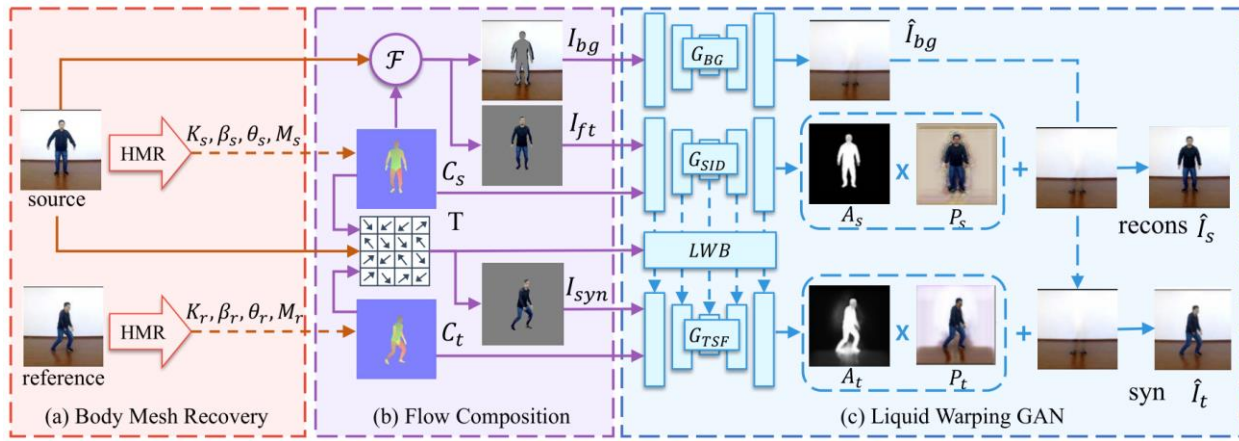 source
HMR
K_s, β_s, θ_s, M_s
reference
HMR
K_r, β_r, θ_r, M_r
(a) Body Mesh Recovery
ℱ
I_bg
I_ft
C_s
T
I_syn
C_t
(b) Flow Composition
G_BG
Î_bg
G_SID
A_s
X
P_s
+
recons Î_s
LWB
G_TSF
A_t
X
P_t
+
syn Î_t
(c) Liquid Warping GAN